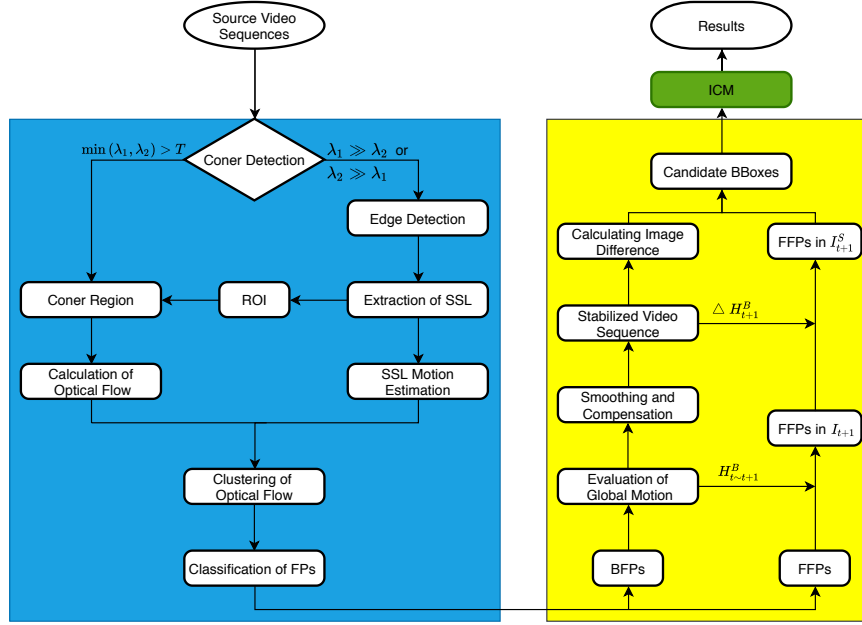 Source Video
Sequences
min (λ₁, λ₂) > T
Coner Detection
λ₁ ≫ λ₂ or
λ₂ ≫ λ₁
Edge Detection
Coner Region
ROI
Extraction of SSL
Calculation of
Optical Flow
SSL Motion
Estimation
Clustering of
Optical Flow
Classification of FPs
Results
ICM
Candidate BBoxes
Calculating Image
Difference
FFPs in I^S_{t+1}
Stabilized Video
Sequence
△ H^B_{t+1}
Smoothing and
Compensation
FFPs in I_{t+1}
Evaluation of
Global Motion
H^B_{t∼t+1}
BFPs
FFPs